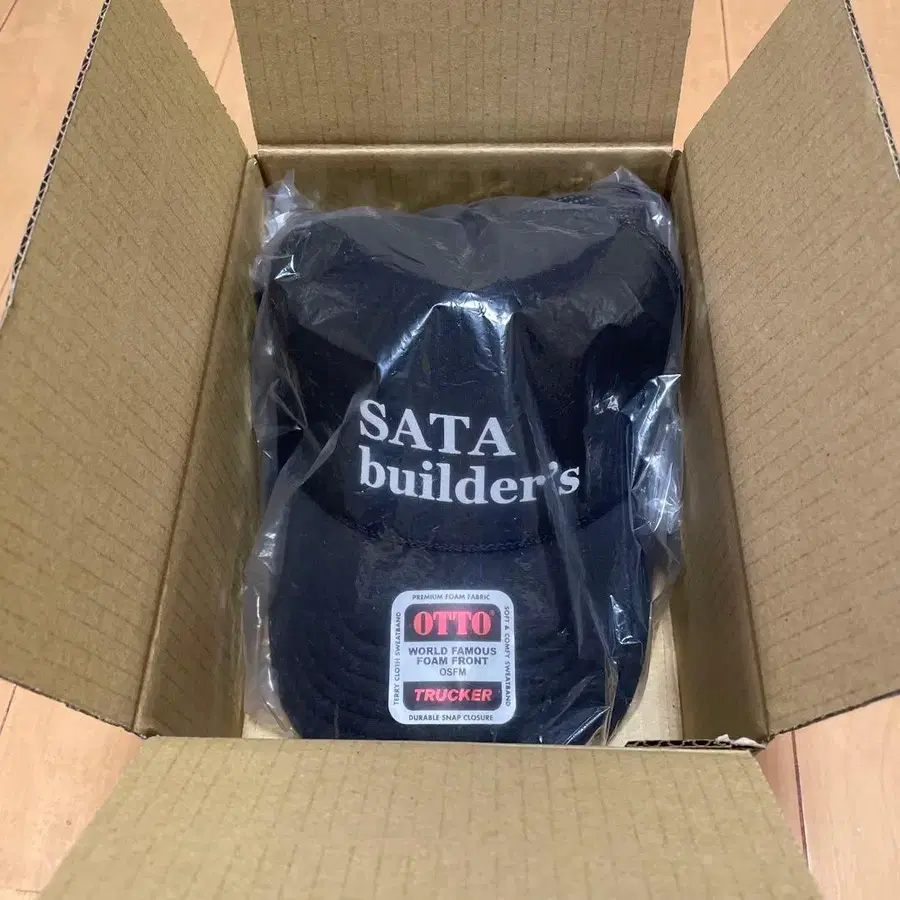 SATA
builder's
PREMIUM FOAM FABRIC
TERRY CLOTH SWEATBAND
OTTO®
WORLD FAMOUS
FOAM FRONT
OSFM
TRUCKER
SOFT & COMFY SWEATBAND
DURABLE SNAP CLOSURE